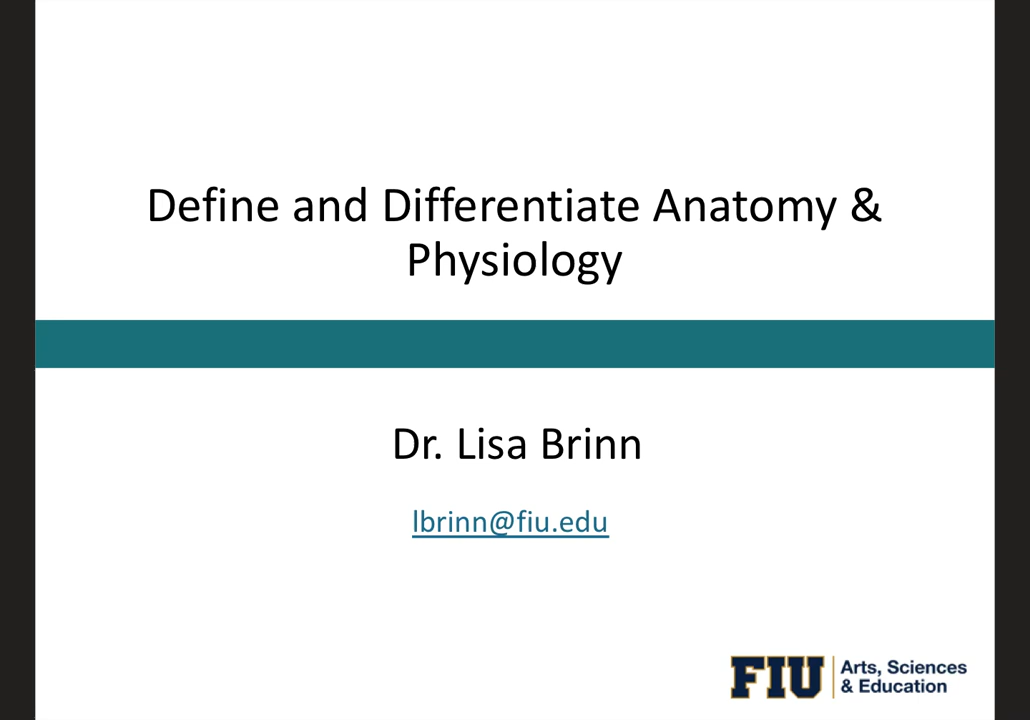 Define and Differentiate Anatomy &
Physiology
Dr. Lisa Brinn
lbrinn@fiu.edu
FIU Arts, Sciences
& Education